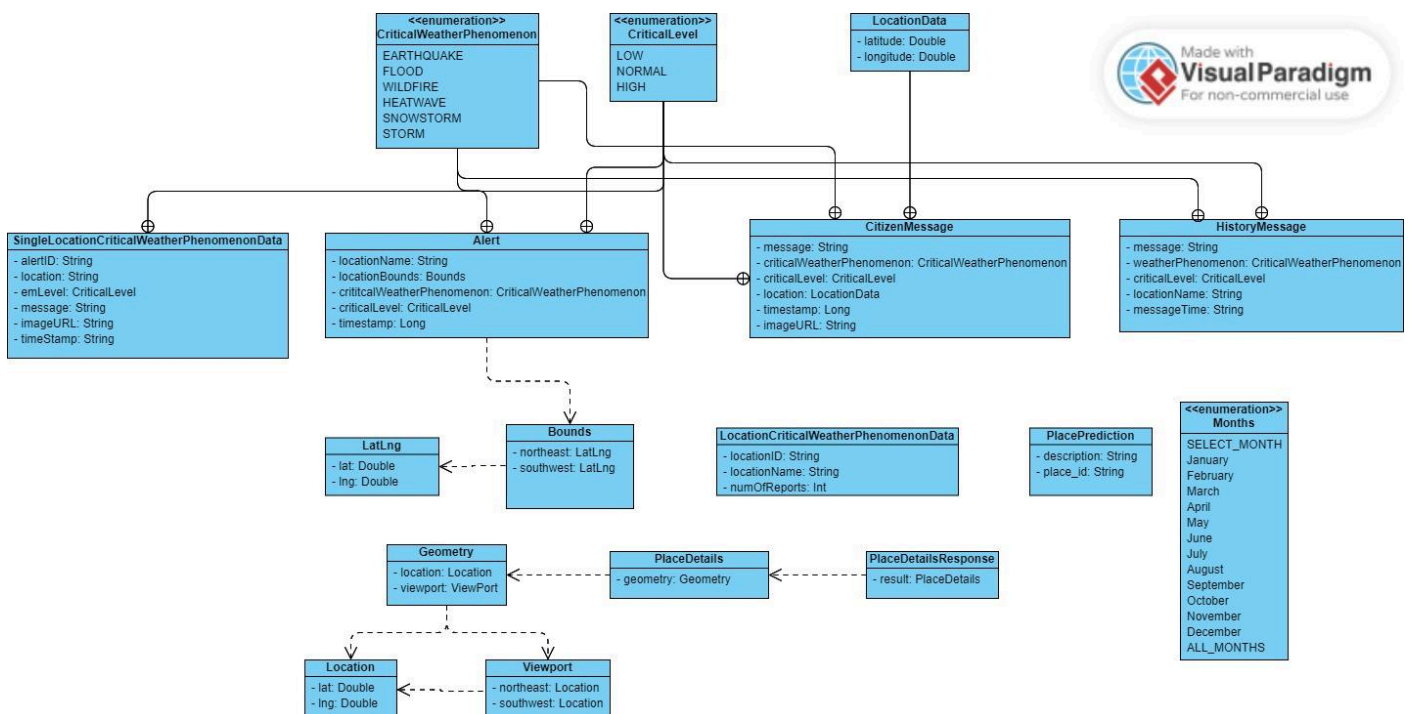 <<enumeration>>
CriticalWeatherPhenomenon
EARTHQUAKE
FLOOD
WILDFIRE
HEATWAVE
SNOWSTORM
STORM
<<enumeration>>
CriticalLevel
LOW
NORMAL
HIGH
LocationData
- latitude: Double
- longitude: Double
Made with
Visual Paradigm
For non-commercial use
SingleLocationCriticalWeatherPhenomenonData
- alertID: String
- location: String
- emLevel: CriticalLevel
- message: String
- imageURL: String
- timeStamp: String
Alert
- locationName: String
- locationBounds: Bounds
- crititcalWeatherPhenomenon: CriticalWeatherPhenomenon
- criticalLevel: CriticalLevel
- timestamp: Long
CitizenMessage
- message: String
- criticalWeatherPhenomenon: CriticalWeatherPhenomenon
- criticalLevel: CriticalLevel
- location: LocationData
- timestamp: Long
- imageURL: String
HistoryMessage
- message: String
- weatherPhenomenon: CriticalWeatherPhenomenon
- criticalLevel: CriticalLevel
- locationName: String
- messageTime: String
LatLng
- lat: Double
- lng: Double
Bounds
- northeast: LatLng
- southwest: LatLng
LocationCriticalWeatherPhenomenonData
- locationID: String
- locationName: String
- numOfReports: Int
PlacePrediction
- description: String
- place_id: String
<<enumeration>>
Months
SELECT_MONTH
January
February
March
April
May
June
July
August
September
October
November
December
ALL_MONTHS
Geometry
- location: Location
- viewport: ViewPort
PlaceDetails
- geometry: Geometry
PlaceDetailsResponse
- result: PlaceDetails
Location
- lat: Double
- lng: Double
Viewport
- northeast: Location
- southwest: Location